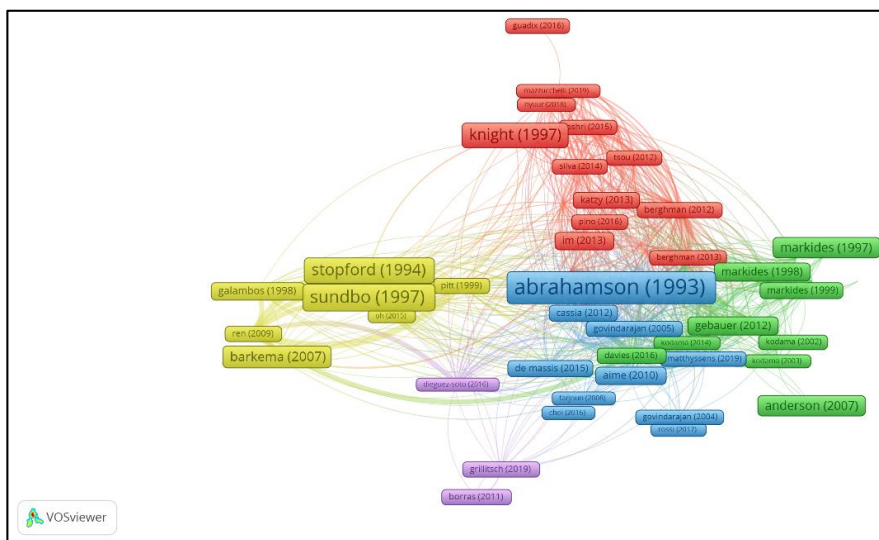 guadix (2016)
mazzucchelli (2019)
nyuur (2018)
knight (1997)
(2015)
tsou (2012)
silva (2014)
katzy (2013)
berghman (2012)
pino (2016)
im (2013)
markides (1997)
berghman (2013)
stopford (1994)
markides (1998)
galambos (1998)
pitt (1999)
abrahamson (1993)
markides (1999)
sundbo (1997)
oh (2015)
cassia (2012)
govindarajan (2005)
gebauer (2012)
ren (2009)
kodama (2014)
kodama (2002)
barkema (2007)
davies (2016)
matthyssens (2019)
kodama (2001)
de massis (2015)
aime (2010)
dieguez-soto (2016)
tarjoun (2008)
anderson (2007)
choi (2016)
govindarajan (2004)
rossi (2017)
grillitsch (2019)
borras (2011)
VOSviewer